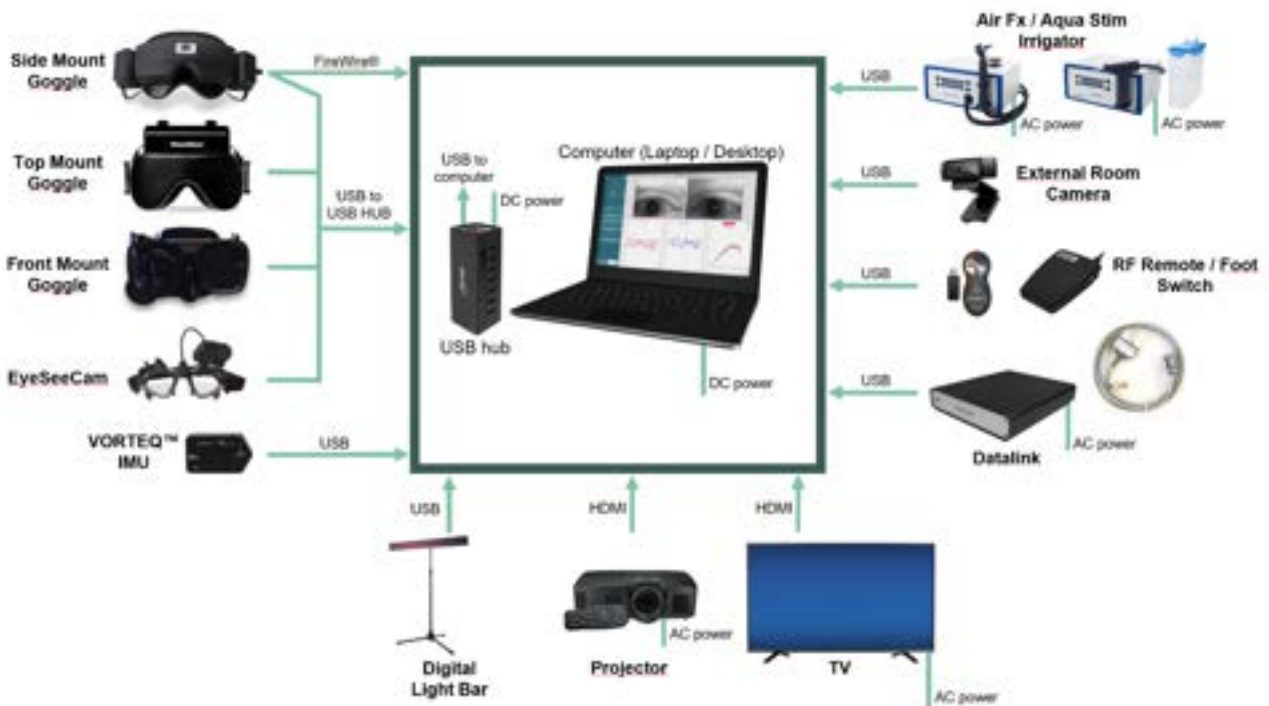 Side Mount
Goggle
FireWire®
Top Mount
Goggle
USB to
USB HUB
Front Mount
Goggle
EyeSeeCam
VORTEQ™
IMU
USB
USB to
computer
DC power
USB hub
Computer (Laptop / Desktop)
DC power
Air Fx / Aqua Stim
Irrigator
USB
AC power
AC power
USB
External Room
Camera
USB
RF Remote / Foot
Switch
USB
AC power
Datalink
USB
Digital
Light Bar
HDMI
AC power
Projector
HDMI
TV
AC power